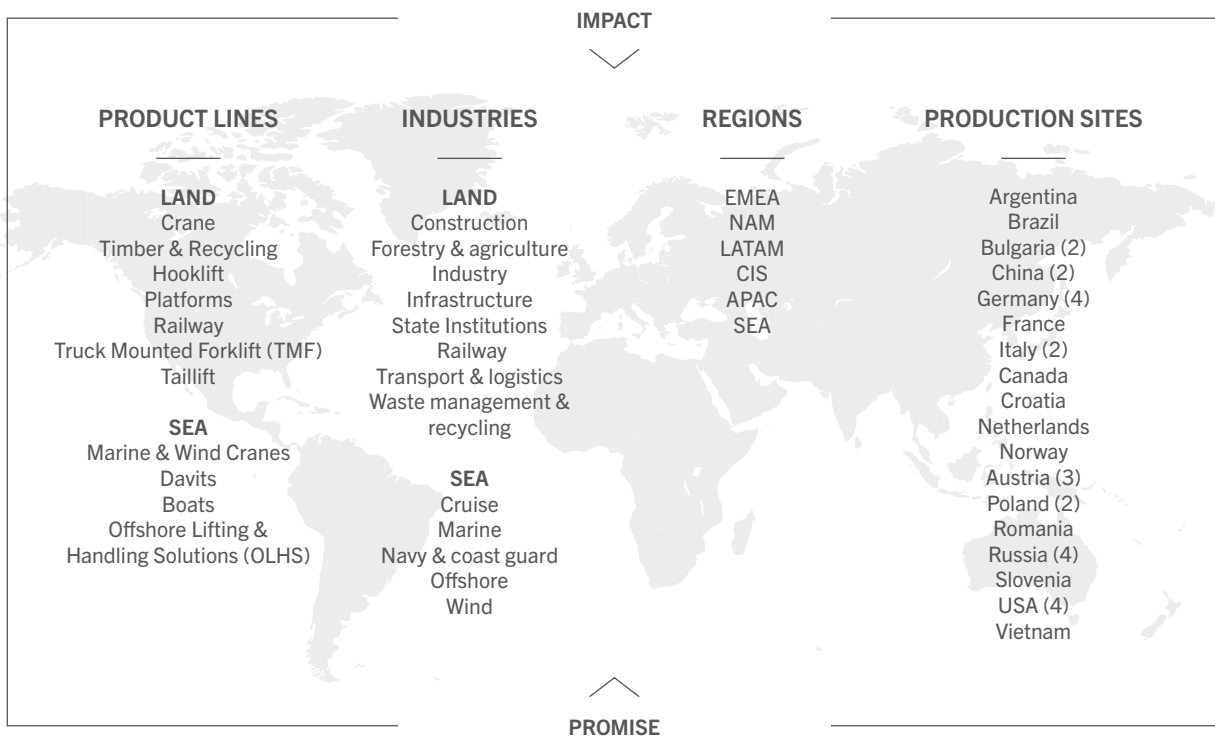 IMPACT
PRODUCT LINES
LAND
Crane
Timber & Recycling
Hooklift
Platforms
Railway
Truck Mounted Forklift (TMF)
Taillift
SEA
Marine & Wind Cranes
Davits
Boats
Offshore Lifting &
Handling Solutions (OLHS)
INDUSTRIES
LAND
Construction
Forestry & agriculture
Industry
Infrastructure
State Institutions
Railway
Transport & logistics
Waste management &
recycling
SEA
Cruise
Marine
Navy & coast guard
Offshore
Wind
REGIONS
EMEA
NAM
LATAM
CIS
APAC
SEA
PRODUCTION SITES
Argentina
Brazil
Bulgaria (2)
China (2)
Germany (4)
France
Italy (2)
Canada
Croatia
Netherlands
Norway
Austria (3)
Poland (2)
Romania
Russia (4)
Slovenia
USA (4)
Vietnam
PROMISE